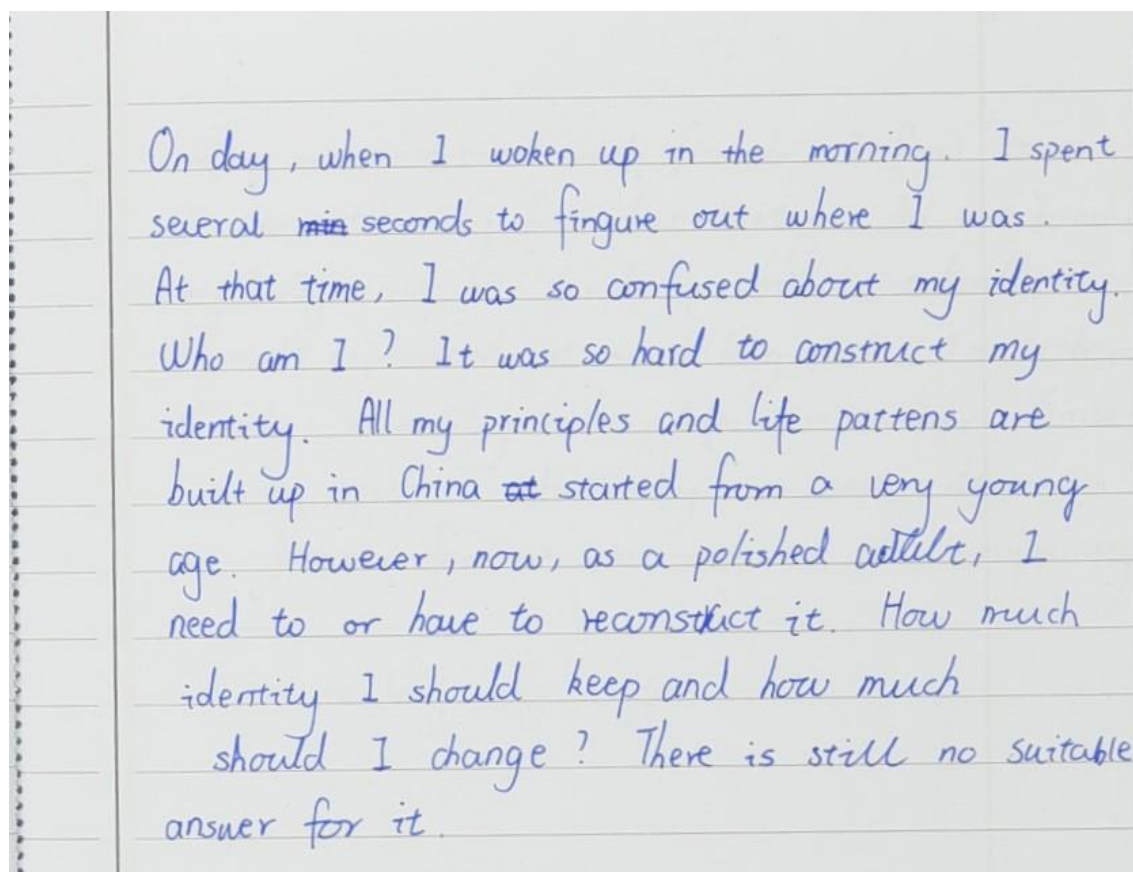 On day, when I woken up in the morning. I spent
several min seconds to fingure out where I was.
At that time, I was so confused about my identity.
Who am I? It was so hard to construct my
identity. All my principles and life pattens are
built up in China at started from a very young
age. However, now, as a polished adult, I
need to or have to reconstruct it. How much
identity I should keep and how much
should I change? There is still no suitable
answer for it.